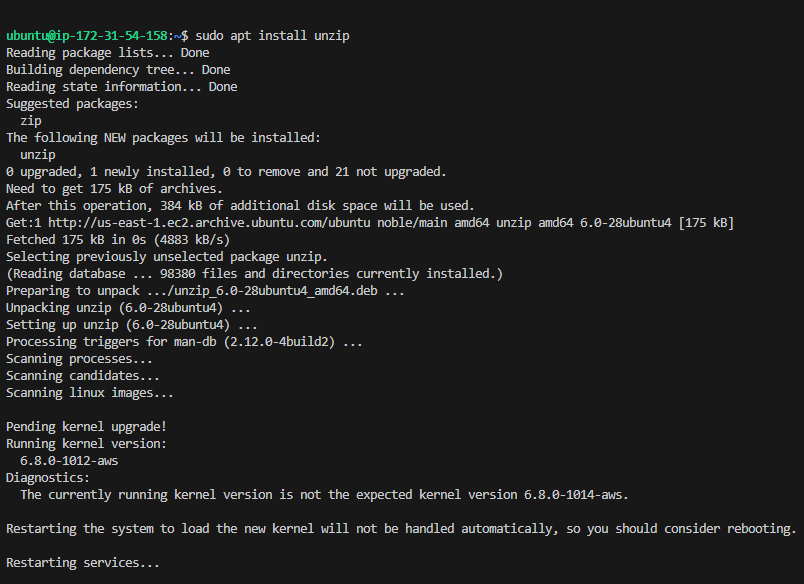 ubuntu@ip-172-31-54-158:~$ sudo apt install unzip
Reading package lists... Done
Building dependency tree... Done
Reading state information... Done
Suggested packages:
  zip
The following NEW packages will be installed:
  unzip
0 upgraded, 1 newly installed, 0 to remove and 21 not upgraded.
Need to get 175 kB of archives.
After this operation, 384 kB of additional disk space will be used.
Get:1 http://us-east-1.ec2.archive.ubuntu.com/ubuntu noble/main amd64 unzip amd64 6.0-28ubuntu4 [175 kB]
Fetched 175 kB in 0s (4883 kB/s)
Selecting previously unselected package unzip.
(Reading database ... 98380 files and directories currently installed.)
Preparing to unpack .../unzip_6.0-28ubuntu4_amd64.deb ...
Unpacking unzip (6.0-28ubuntu4) ...
Setting up unzip (6.0-28ubuntu4) ...
Processing triggers for man-db (2.12.0-4build2) ...
Scanning processes...
Scanning candidates...
Scanning linux images...

Pending kernel upgrade!
Running kernel version:
  6.8.0-1012-aws
Diagnostics:
  The currently running kernel version is not the expected kernel version 6.8.0-1014-aws.

Restarting the system to load the new kernel will not be handled automatically, so you should consider rebooting.

Restarting services...